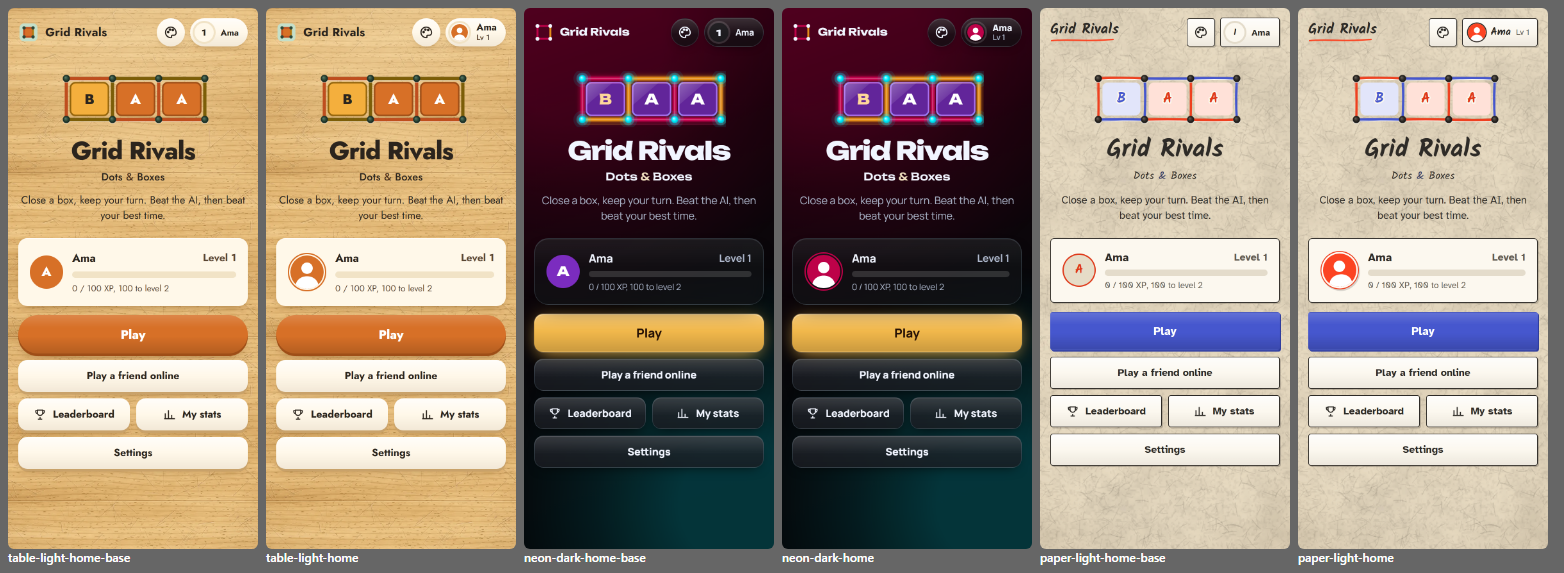 Grid Rivals
1 Ama
B A A
Grid Rivals
Dots & Boxes
Close a box, keep your turn. Beat the AI, then beat
your best time.
A
Ama Level 1
0 / 100 XP, 100 to level 2
Play
Play a friend online
Leaderboard My stats
Settings
table-light-home-base
Grid Rivals
Ama
Lv 1
B A A
Grid Rivals
Dots & Boxes
Close a box, keep your turn. Beat the AI, then beat
your best time.
Ama Level 1
0 / 100 XP, 100 to level 2
Play
Play a friend online
Leaderboard My stats
Settings
table-light-home
Grid Rivals
1 Ama
B A A
Grid Rivals
Dots & Boxes
Close a box, keep your turn. Beat the AI, then
beat your best time.
A
Ama Level 1
0 / 100 XP, 100 to level 2
Play
Play a friend online
Leaderboard My stats
Settings
neon-dark-home-base
Grid Rivals
Ama
Lv 1
B A A
Grid Rivals
Dots & Boxes
Close a box, keep your turn. Beat the AI, then
beat your best time.
Ama Level 1
0 / 100 XP, 100 to level 2
Play
Play a friend online
Leaderboard My stats
Settings
neon-dark-home
Grid Rivals
1 Ama
B A A
Grid Rivals
Dots & Boxes
Close a box, keep your turn. Beat the AI, then
beat your best time.
A
Ama Level 1
0 / 100 XP, 100 to level 2
Play
Play a friend online
Leaderboard My stats
Settings
paper-light-home-base
Grid Rivals
Ama Lv 1
B A A
Grid Rivals
Dots & Boxes
Close a box, keep your turn. Beat the AI, then
beat your best time.
Ama Level 1
0 / 100 XP, 100 to level 2
Play
Play a friend online
Leaderboard My stats
Settings
paper-light-home